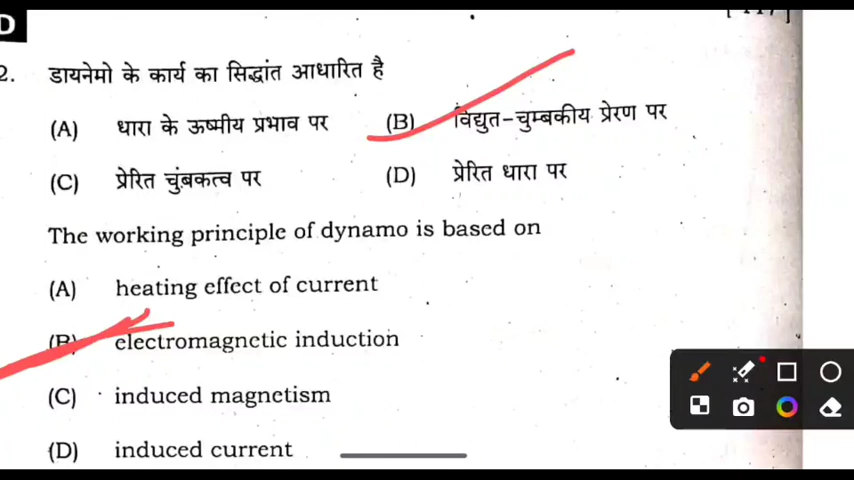 D
2. डायनेमो के कार्य का सिद्धांत आधारित है
(A) धारा के ऊष्मीय प्रभाव पर (B) विद्युत-चुम्बकीय प्रेरण पर
(C) प्रेरित चुंबकत्व पर (D) प्रेरित धारा पर
The working principle of dynamo is based on
(A) heating effect of current
(B) electromagnetic induction
(C) induced magnetism
(D) induced current